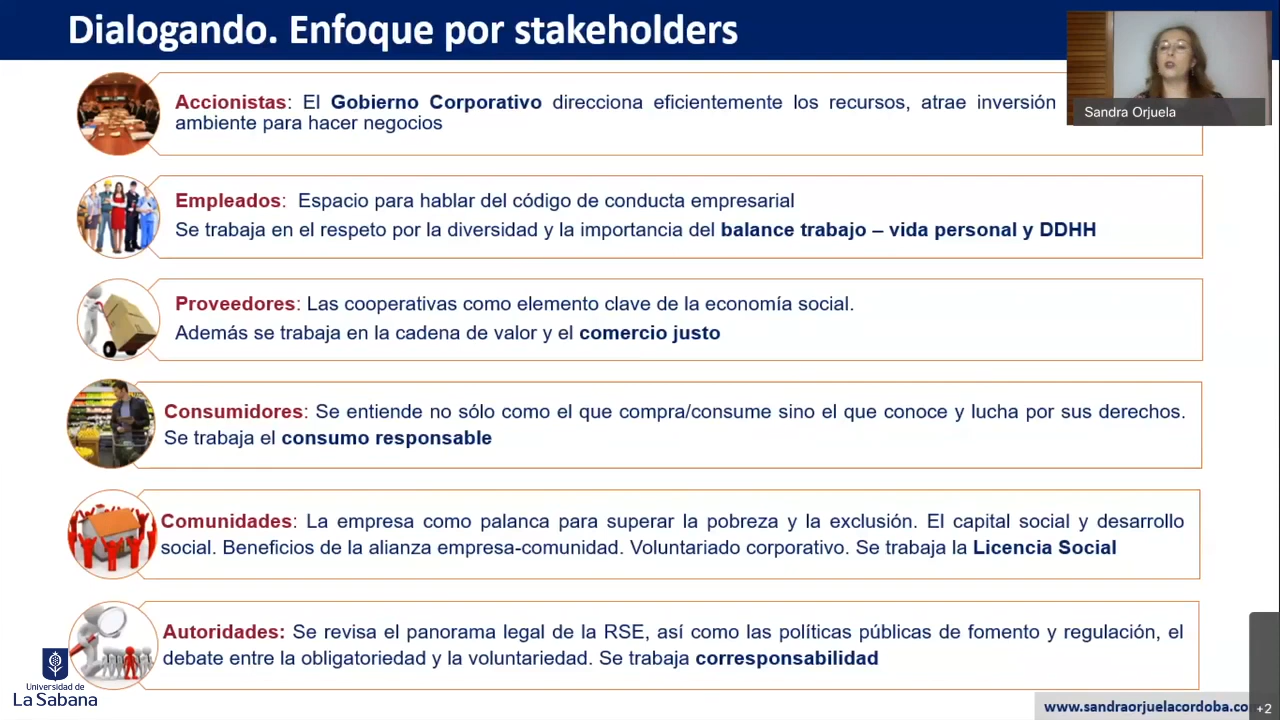 Dialogando. Enfoque por stakeholders
Sandra Orjuela
Accionistas: El Gobierno Corporativo direcciona eficientemente los recursos, atrae inversión
ambiente para hacer negocios
Empleados: Espacio para hablar del código de conducta empresarial
Se trabaja en el respeto por la diversidad y la importancia del balance trabajo – vida personal y DDHH
Proveedores: Las cooperativas como elemento clave de la economía social.
Además se trabaja en la cadena de valor y el comercio justo
Consumidores: Se entiende no sólo como el que compra/consume sino el que conoce y lucha por sus derechos.
Se trabaja el consumo responsable
Comunidades: La empresa como palanca para superar la pobreza y la exclusión. El capital social y desarrollo
social. Beneficios de la alianza empresa-comunidad. Voluntariado corporativo. Se trabaja la Licencia Social
Autoridades: Se revisa el panorama legal de la RSE, así como las políticas públicas de fomento y regulación, el
debate entre la obligatoriedad y la voluntariedad. Se trabaja corresponsabilidad
Universidad de
La Sabana
www.sandraorjuelacordoba.co
+2